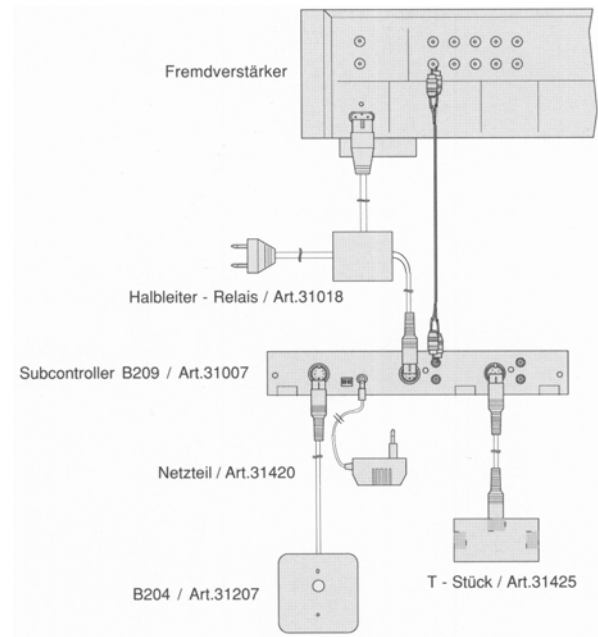 Fremdverstärker
Halbleiter - Relais / Art.31018
Subcontroller B209 / Art.31007
Netzteil / Art.31420
T - Stück / Art.31425
B204 / Art.31207